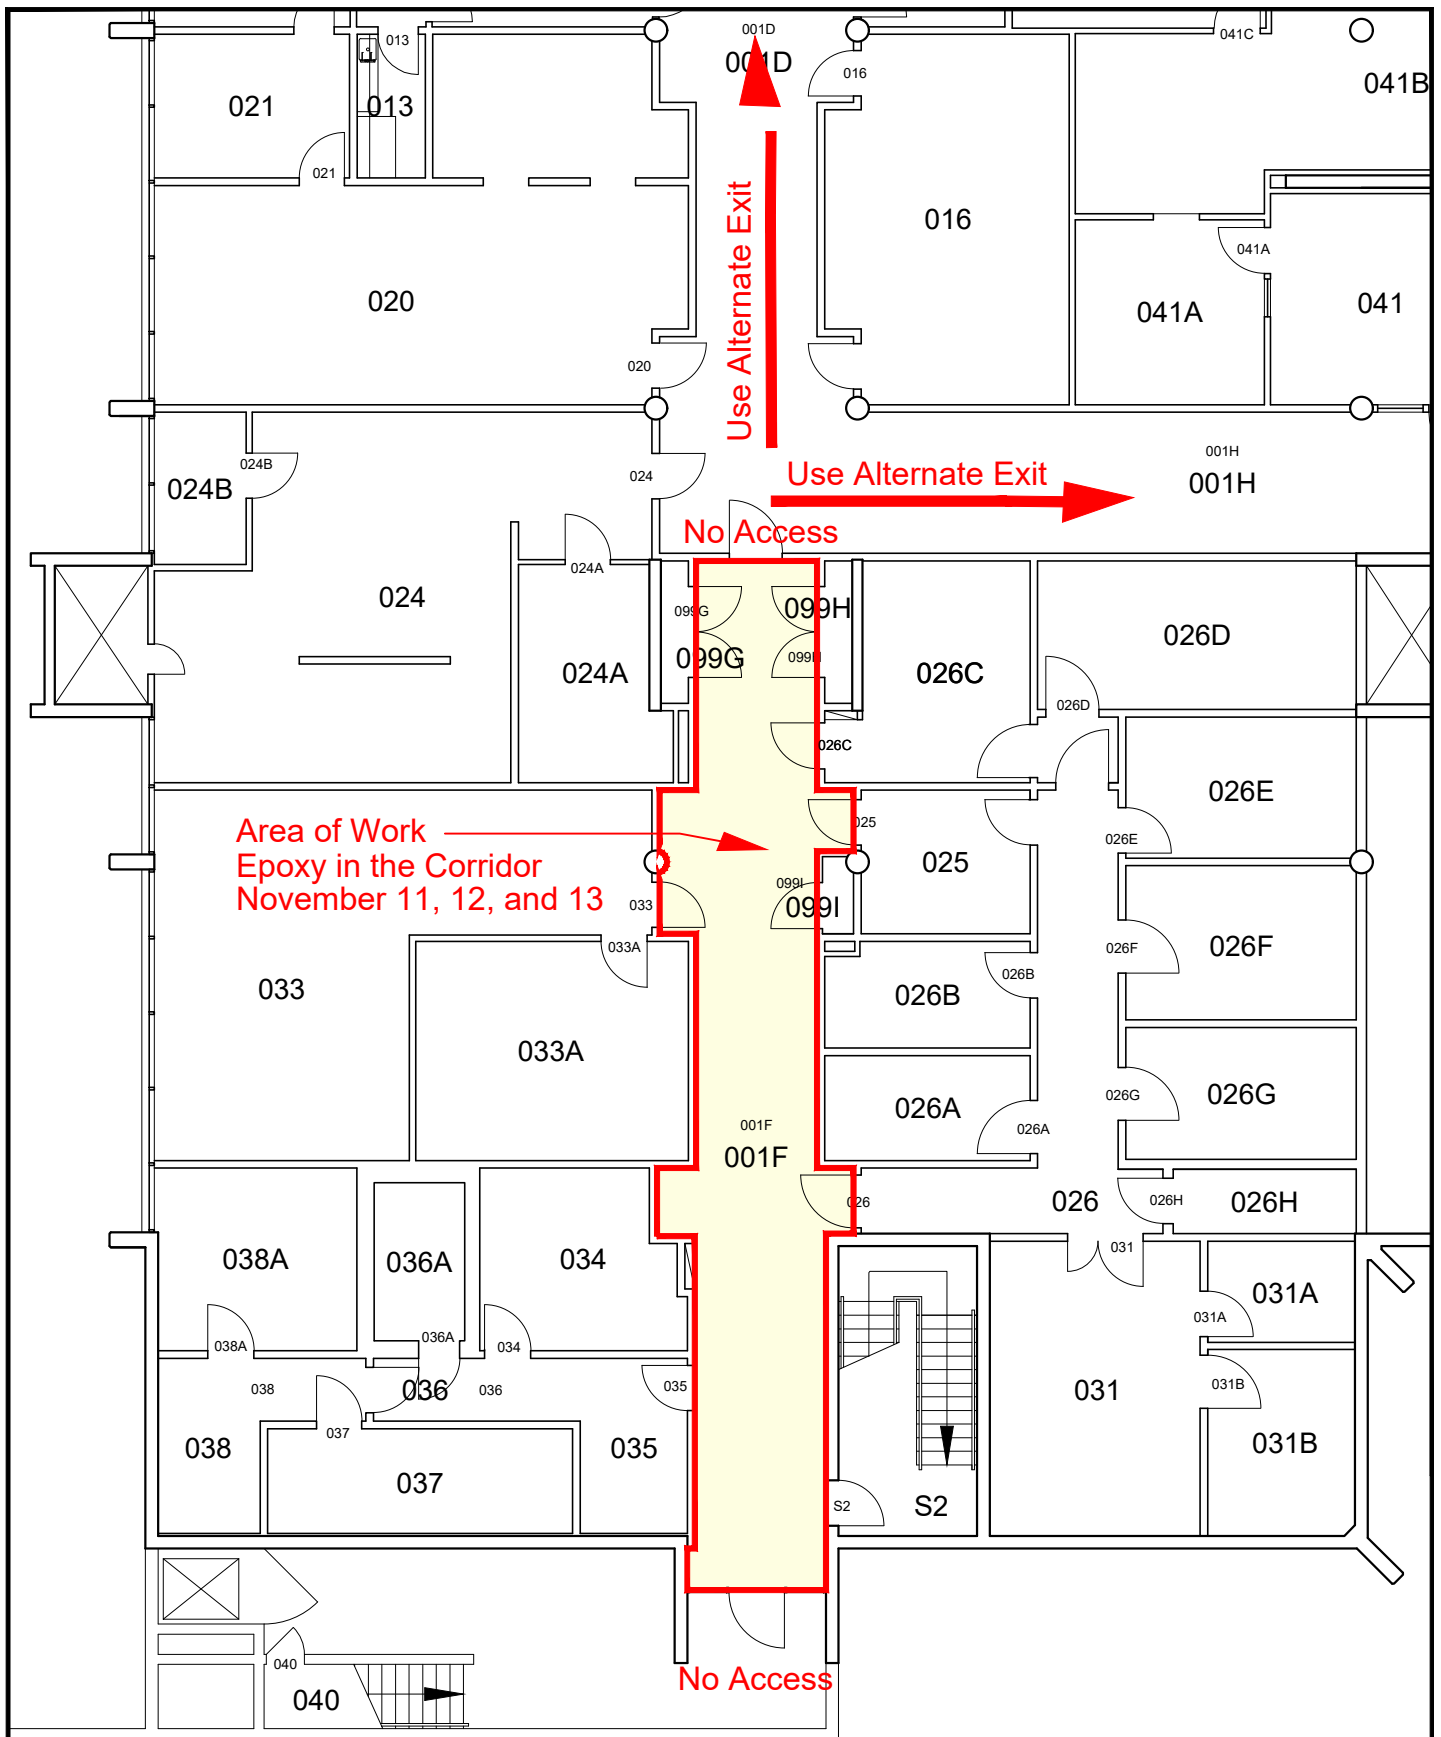 001D
001D
013
041C
016
041B
021
013
021
016
Use Alternate Exit
041A
020
041A
041
020
024B
024B
024
Use Alternate Exit
001H
001H
No Access
024A
024
099G
099H
099G
099H
024A
026C
026D
026D
026C
026E
026E
025
025
Area of Work
Epoxy in the Corridor
November 11, 12, and 13
099I
099I
033
033A
033
033A
026B
026B
026F
026F
026A
026A
026G
026G
001F
001F
026
026
026H
026H
038A
038A
036A
036A
034
034
031
031A
031A
038
036
036
035
031
031B
031B
038
037
037
035
S2
S2
040
040
No Access